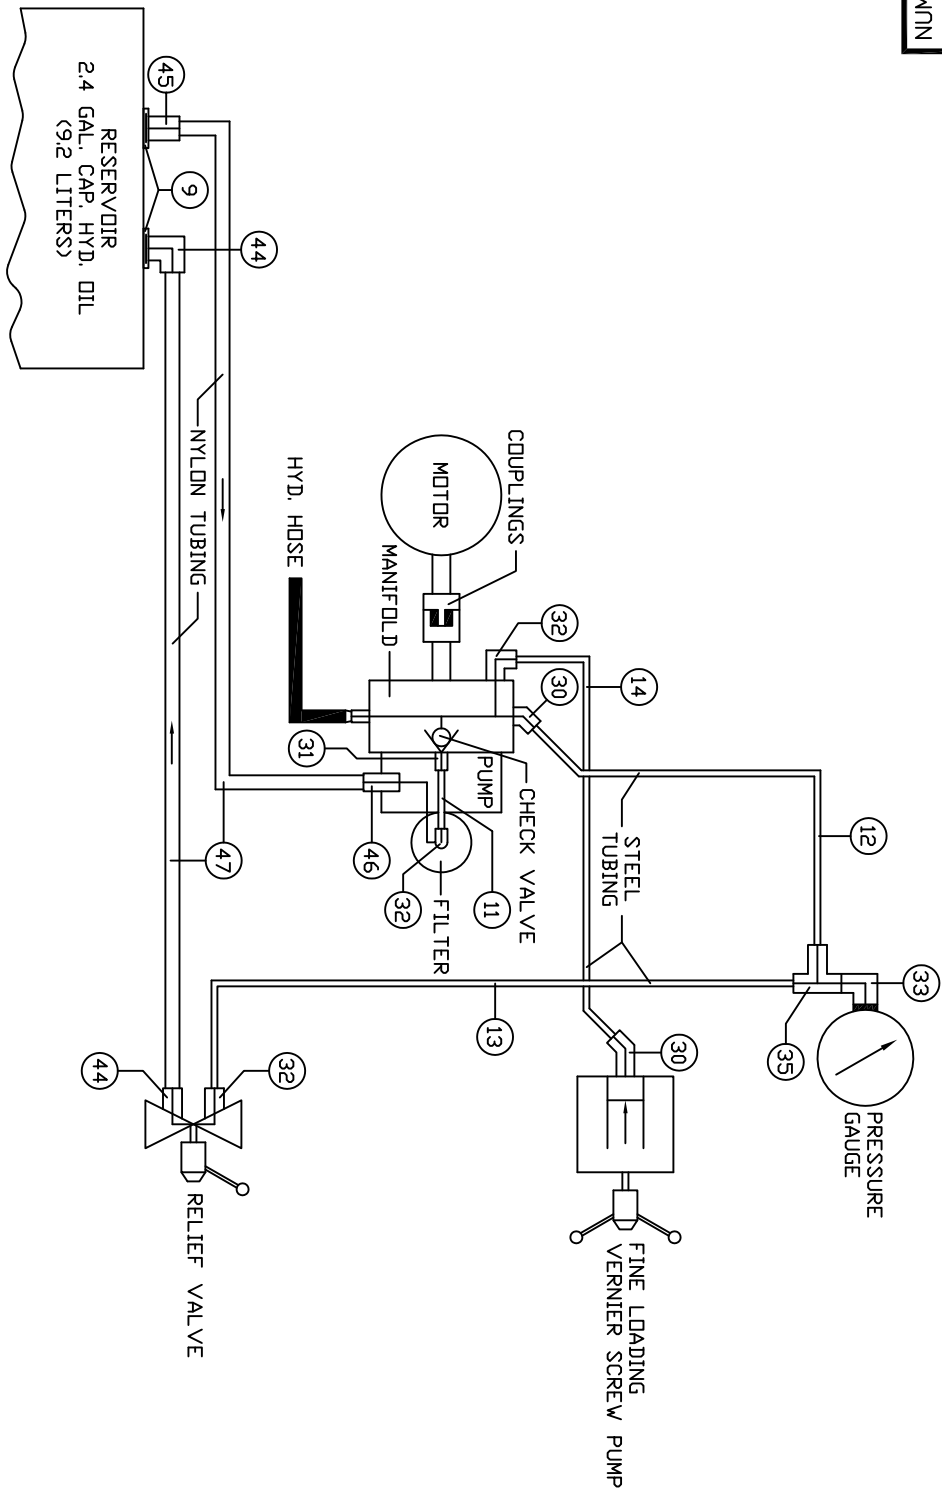 NUM
45
RESERVOIR
2.4 GAL. CAP. HYD. OIL
(9.2 LITERS)
9
44
NYLON TUBING
47
HYD. HOSE
MOTOR
COUPLINGS
MANIFOLD
32
30
14
31
PUMP
CHECK VALVE
46
32
11
FILTER
STEEL
TUBING
12
13
33
35
PRESSURE
GAUGE
30
FINE LOADING
VERNIER SCREW PUMP
44
32
RELIEF VALVE